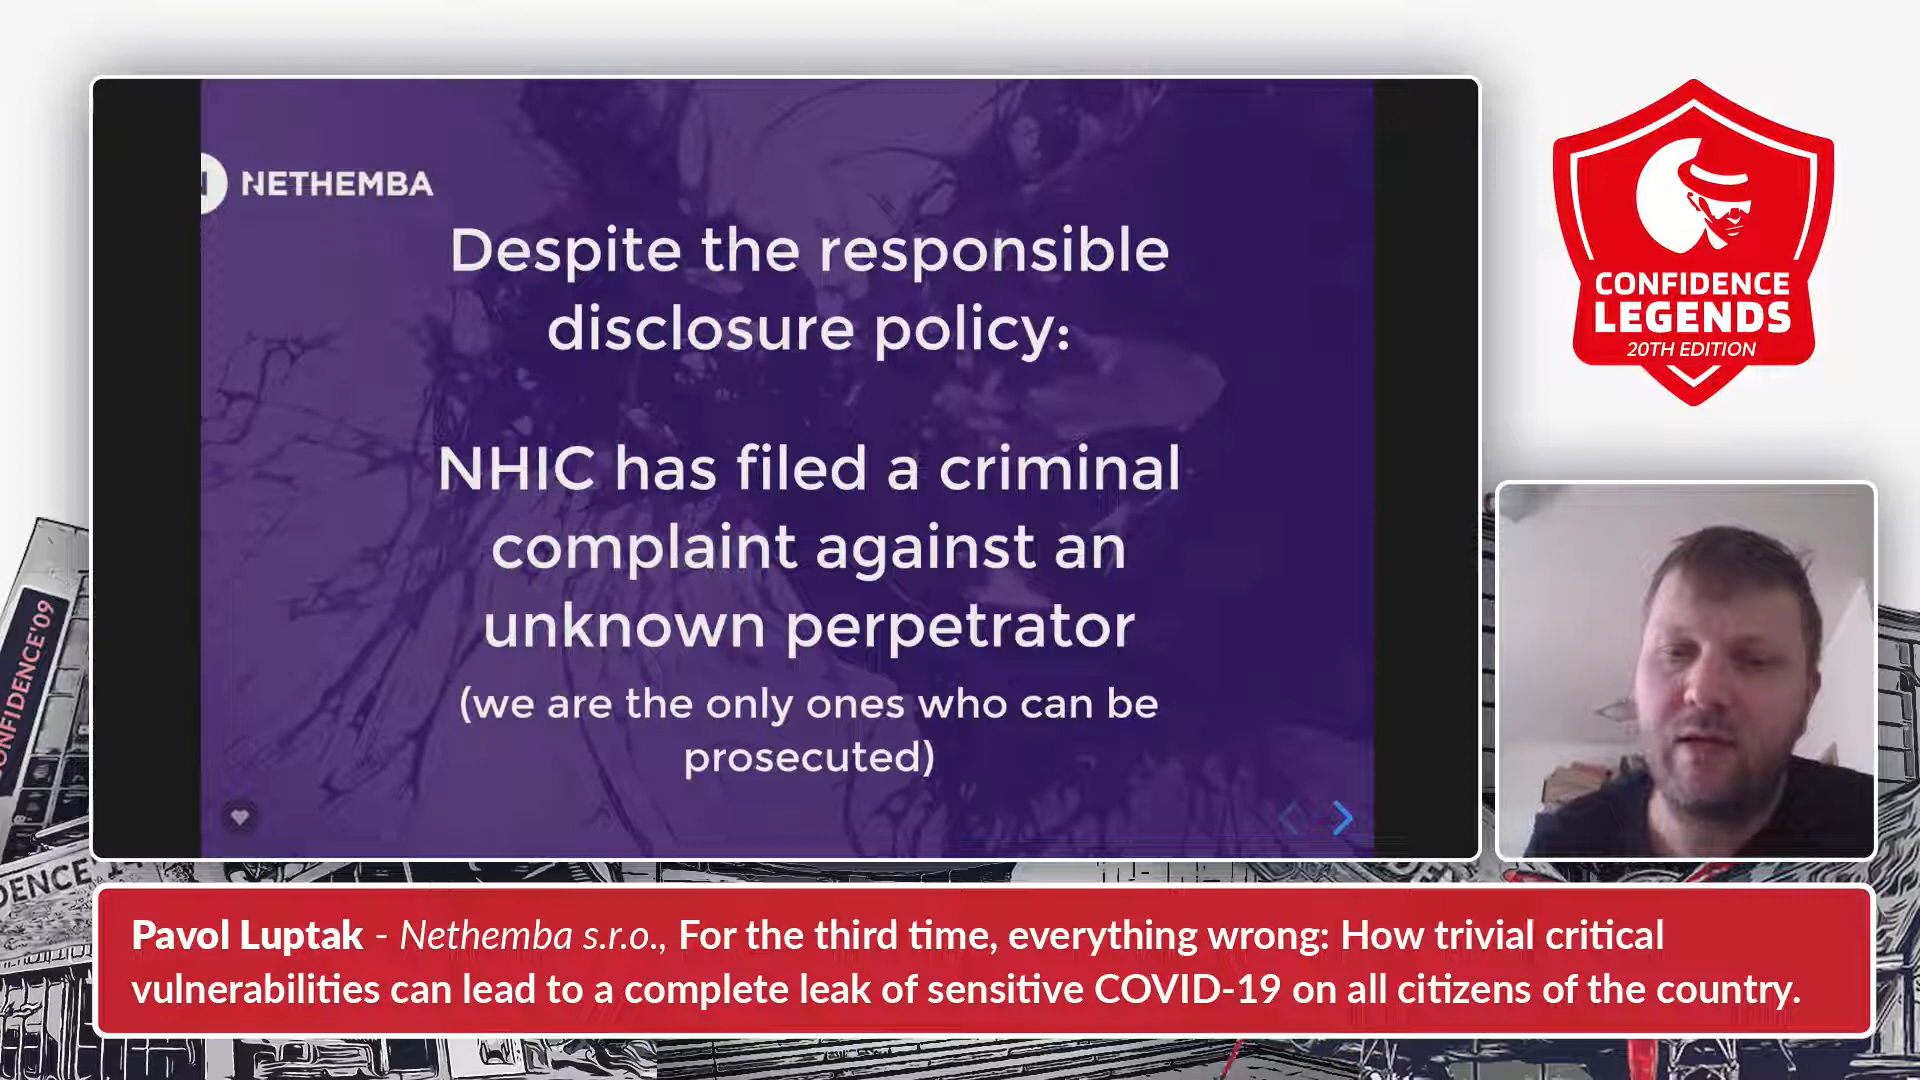 NETHEMBA
Despite the responsible
disclosure policy:
NHIC has filed a criminal
complaint against an
unknown perpetrator
(we are the only ones who can be
prosecuted)
CONFIDENCE
LEGENDS
20TH EDITION
CONFIDENCE'09
Pavol Luptak - Nethemba s.r.o., For the third time, everything wrong: How trivial critical
vulnerabilities can lead to a complete leak of sensitive COVID-19 on all citizens of the country.